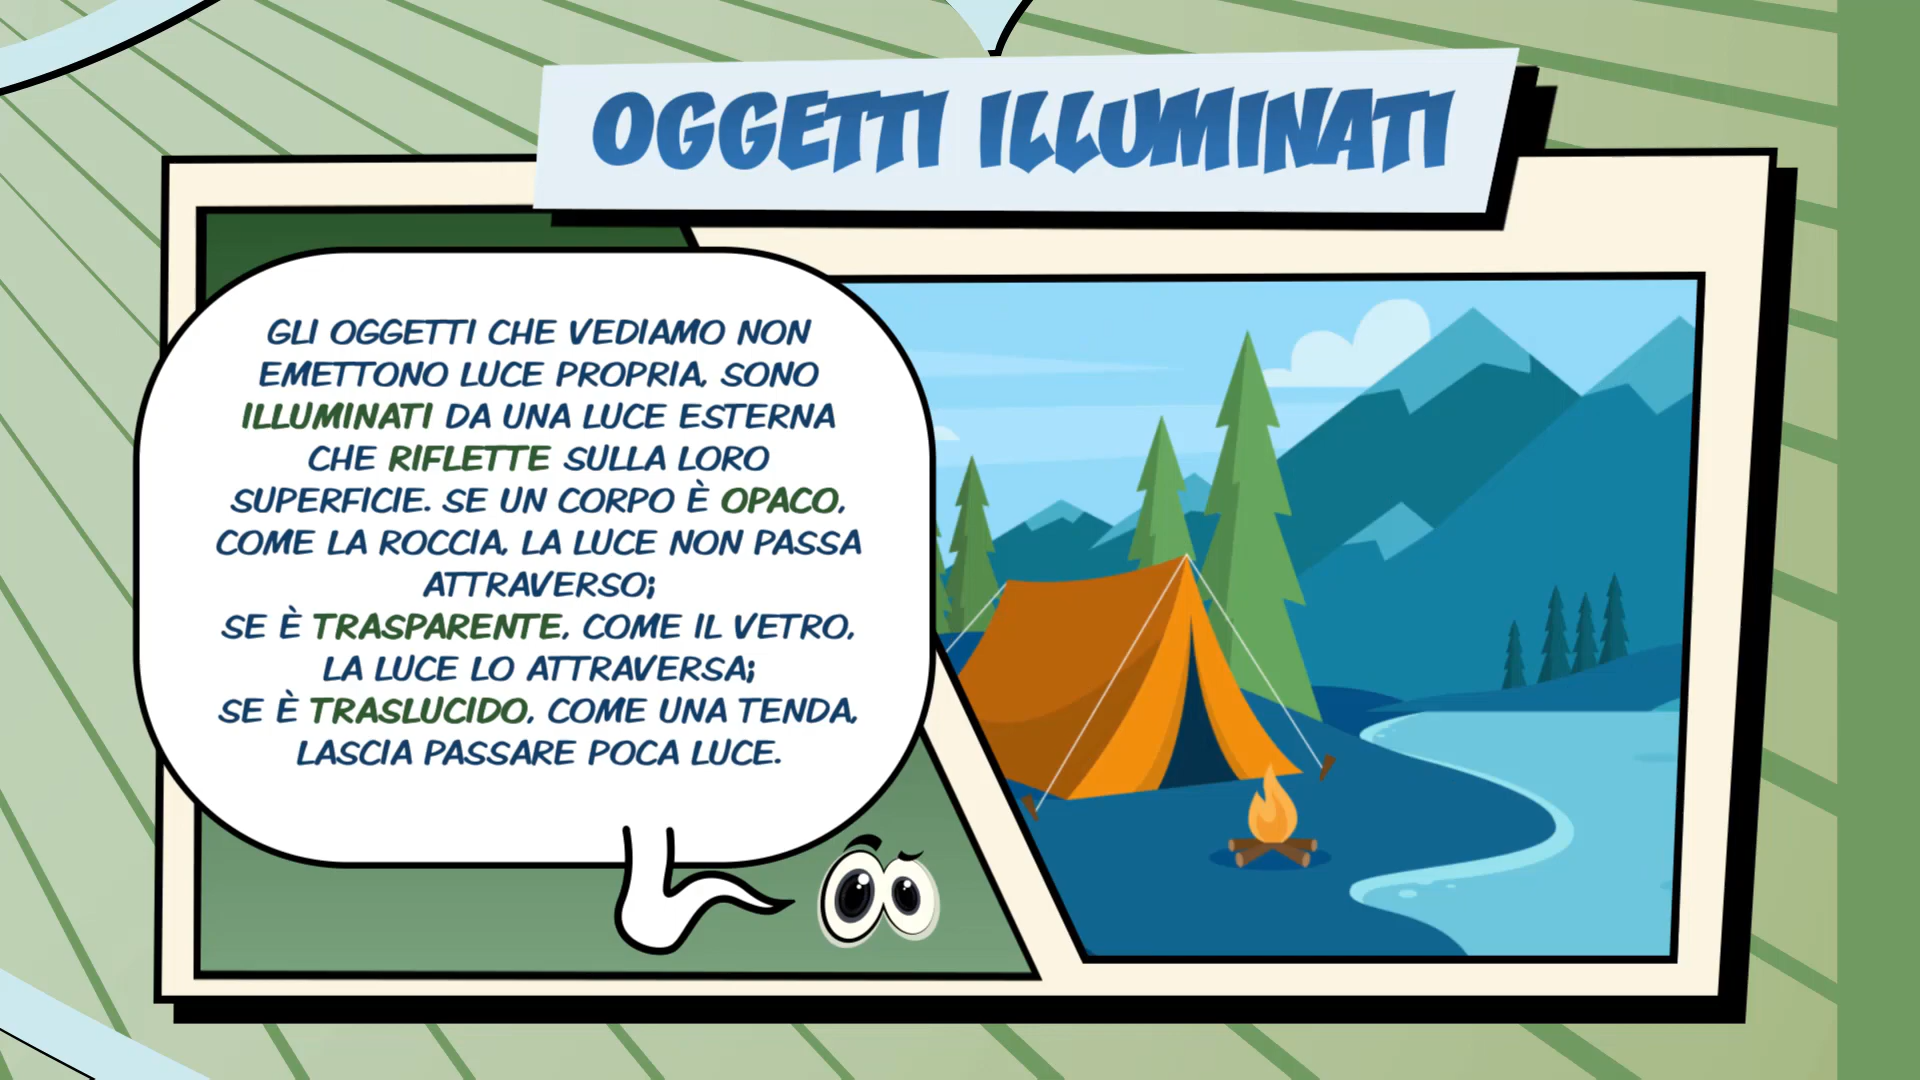 OGGETTI ILLUMINATI
GLI OGGETTI CHE VEDIAMO NON
EMETTONO LUCE PROPRIA, SONO
ILLUMINATI DA UNA LUCE ESTERNA
CHE RIFLETTE SULLA LORO
SUPERFICIE. SE UN CORPO È OPACO,
COME LA ROCCIA, LA LUCE NON PASSA
ATTRAVERSO;
SE È TRASPARENTE, COME IL VETRO,
LA LUCE LO ATTRAVERSA;
SE È TRASLUCIDO, COME UNA TENDA,
LASCIA PASSARE POCA LUCE.